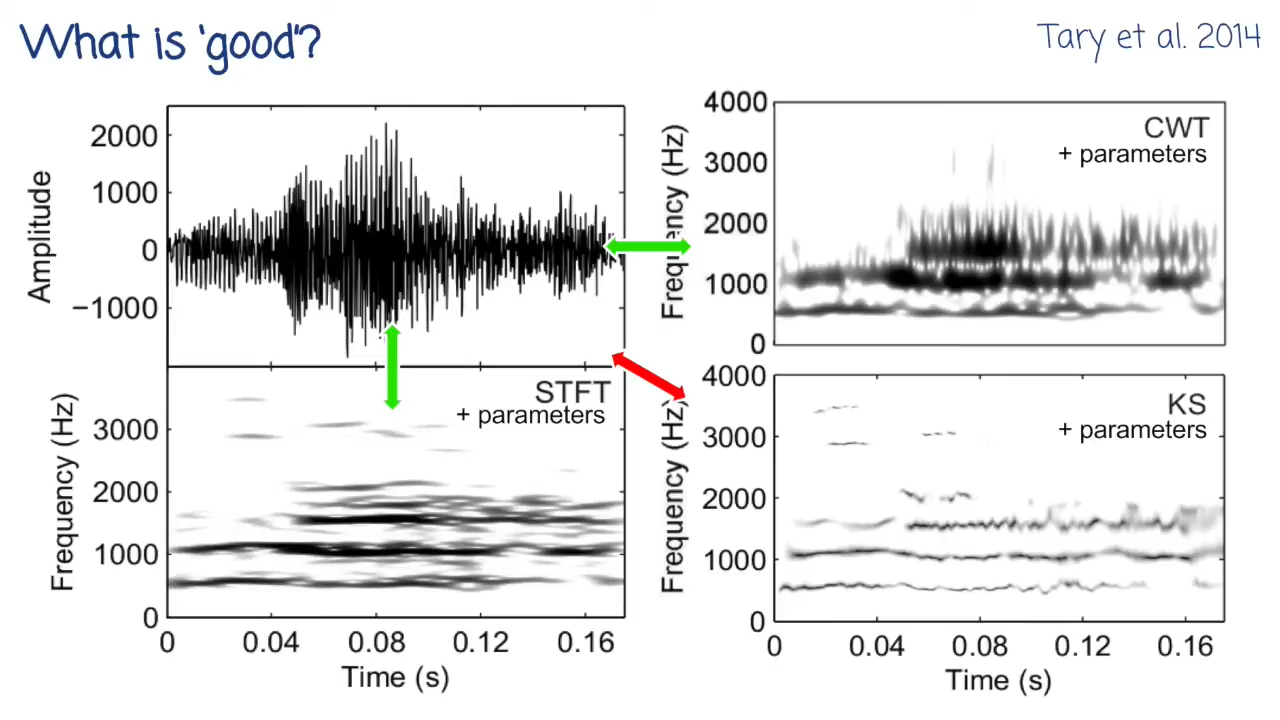 What is 'good'?
Tary et al. 2014
2000
1000
0
−1000
Amplitude
4000
3000
2000
1000
0
Frequency (Hz)
CWT
+ parameters
STFT
+ parameters
3000
2000
1000
0
Frequency (Hz)
0 0.04 0.08 0.12 0.16
Time (s)
4000
3000
2000
1000
0
Frequency (Hz)
KS
+ parameters
0 0.04 0.08 0.12 0.16
Time (s)